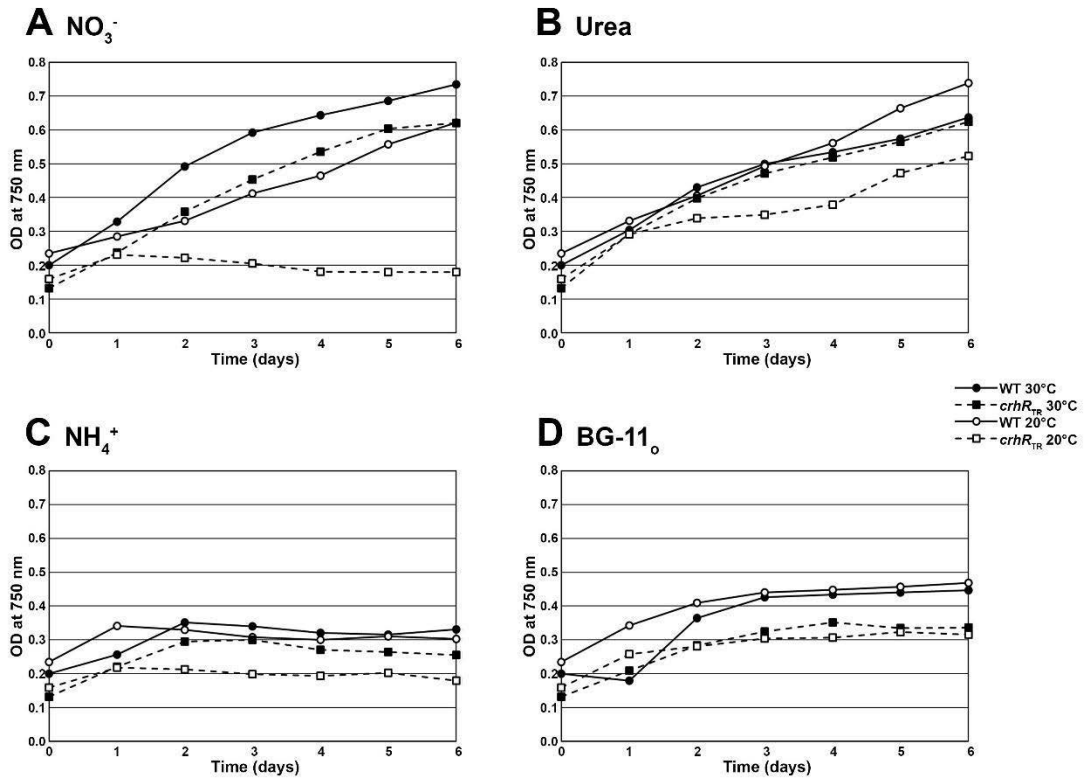 A NO₃⁻
B Urea
0.8
0.7
0.6
0.5
0.4
0.3
0.2
0.1
0.0
OD at 750 nm
0 1 2 3 4 5 6
Time (days)
0.8
0.7
0.6
0.5
0.4
0.3
0.2
0.1
0.0
OD at 750 nm
0 1 2 3 4 5 6
Time (days)
WT 30°C
crhR_TR 30°C
WT 20°C
crhR_TR 20°C
C NH₄⁺
D BG-11₀
0.8
0.7
0.6
0.5
0.4
0.3
0.2
0.1
0.0
OD at 750 nm
0 1 2 3 4 5 6
Time (days)
0.8
0.7
0.6
0.5
0.4
0.3
0.2
0.1
0.0
OD at 750 nm
0 1 2 3 4 5 6
Time (days)